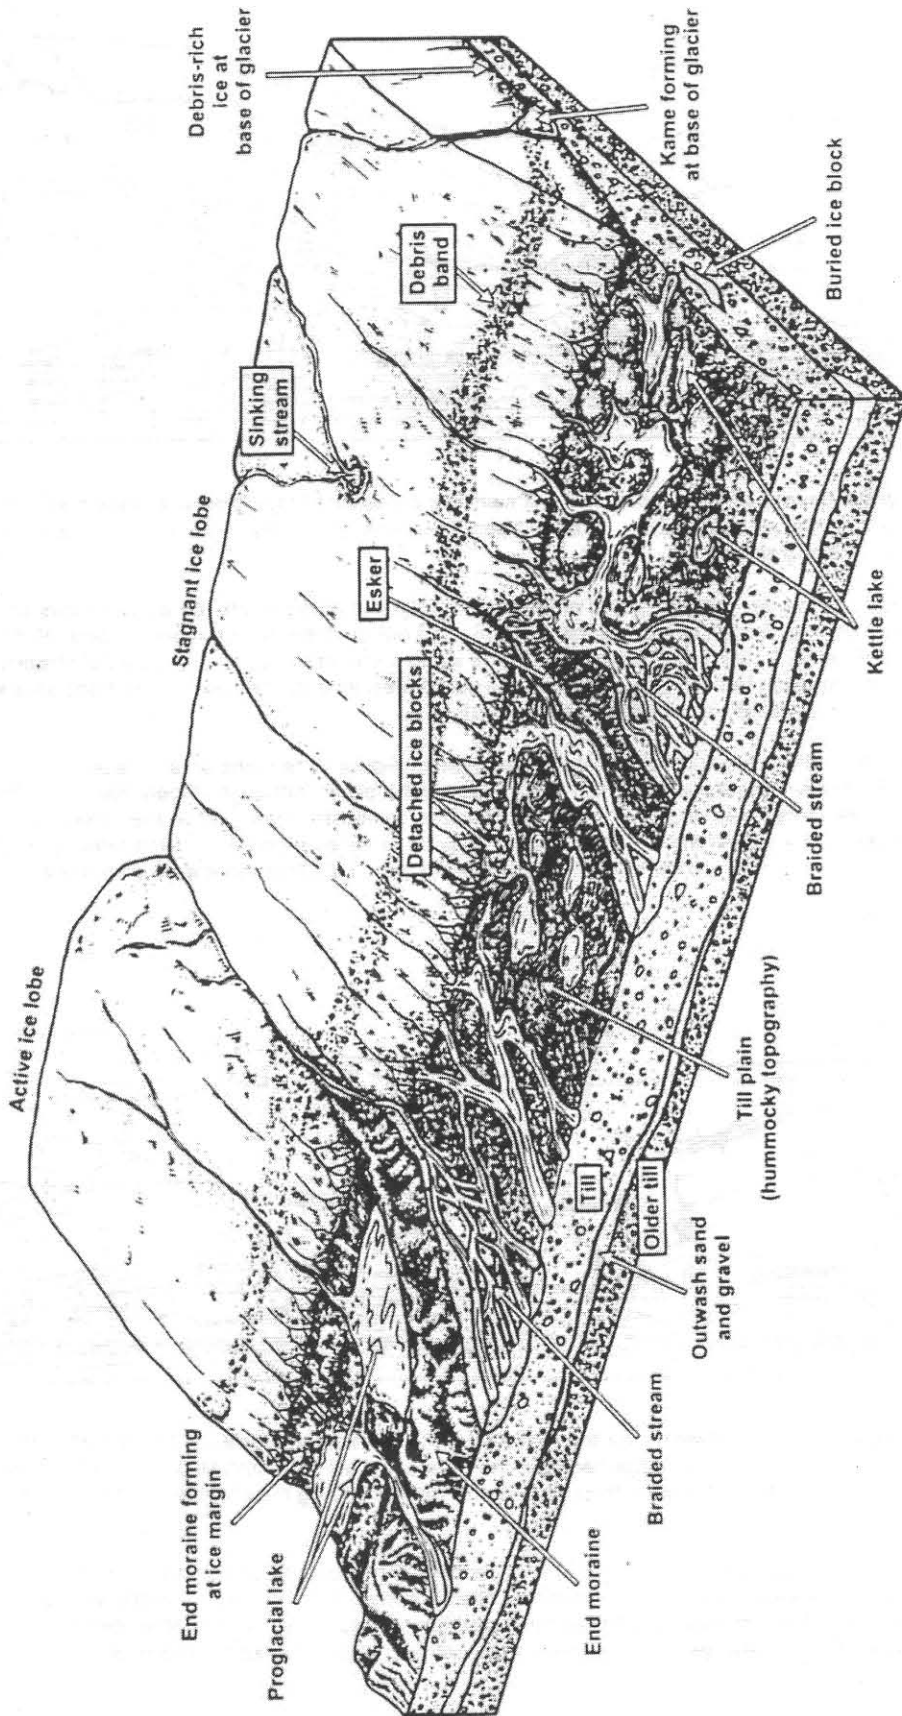 Active ice lobe
Stagnant ice lobe
Sinking
stream
Debris-rich
ice at
base of glacier
End moraine forming
at ice margin
Proglacial lake
Detached ice blocks
Esker
Debris
band
Kame forming
at base of glacier
End moraine
Braided stream
Outwash sand
and gravel
Older till
Till
Till plain
(hummocky topography)
Braided stream
Kettle lake
Buried ice block